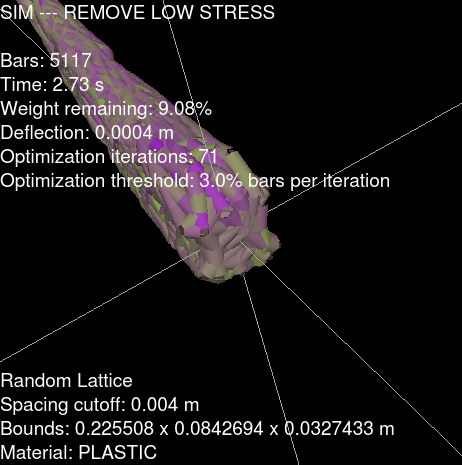 SIM --- REMOVE LOW STRESS
Bars: 5117
Time: 2.73 s
Weight remaining: 9.08%
Deflection: 0.0004 m
Optimization iterations: 71
Optimization threshold: 3.0% bars per iteration
Random Lattice
Spacing cutoff: 0.004 m
Bounds: 0.225508 x 0.0842694 x 0.0327433 m
Material: PLASTIC